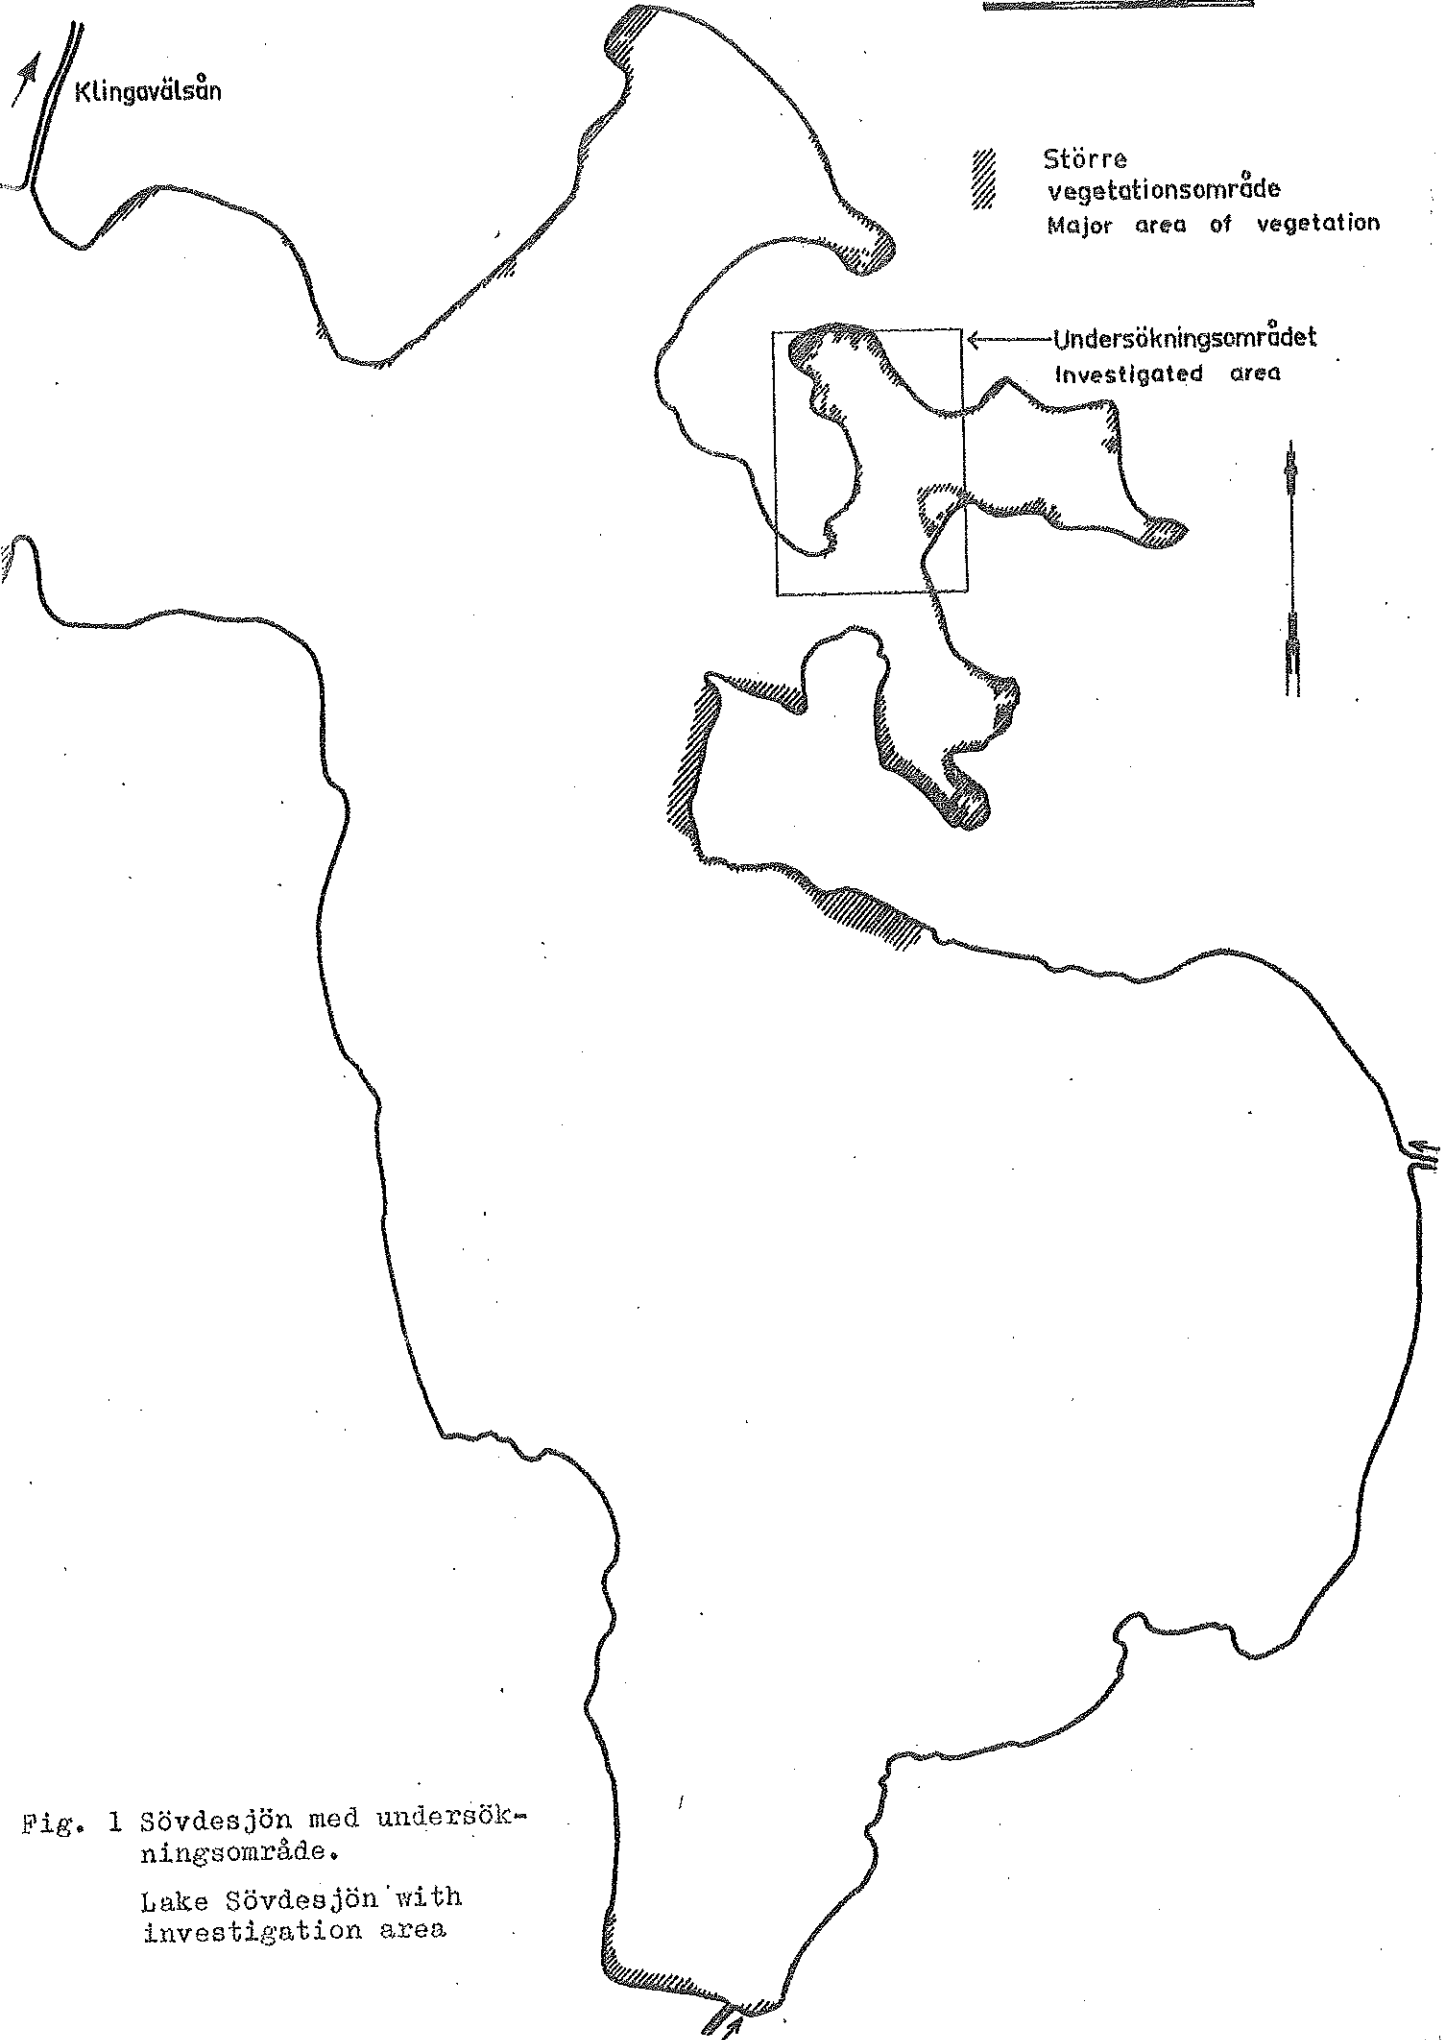 Klingavälsån
Större
vegetationsområde
Major area of vegetation
Undersökningsområdet
Investigated area
Fig. 1 Sövdesjön med undersök-
ningsområde.
Lake Sövdesjön with
investigation area